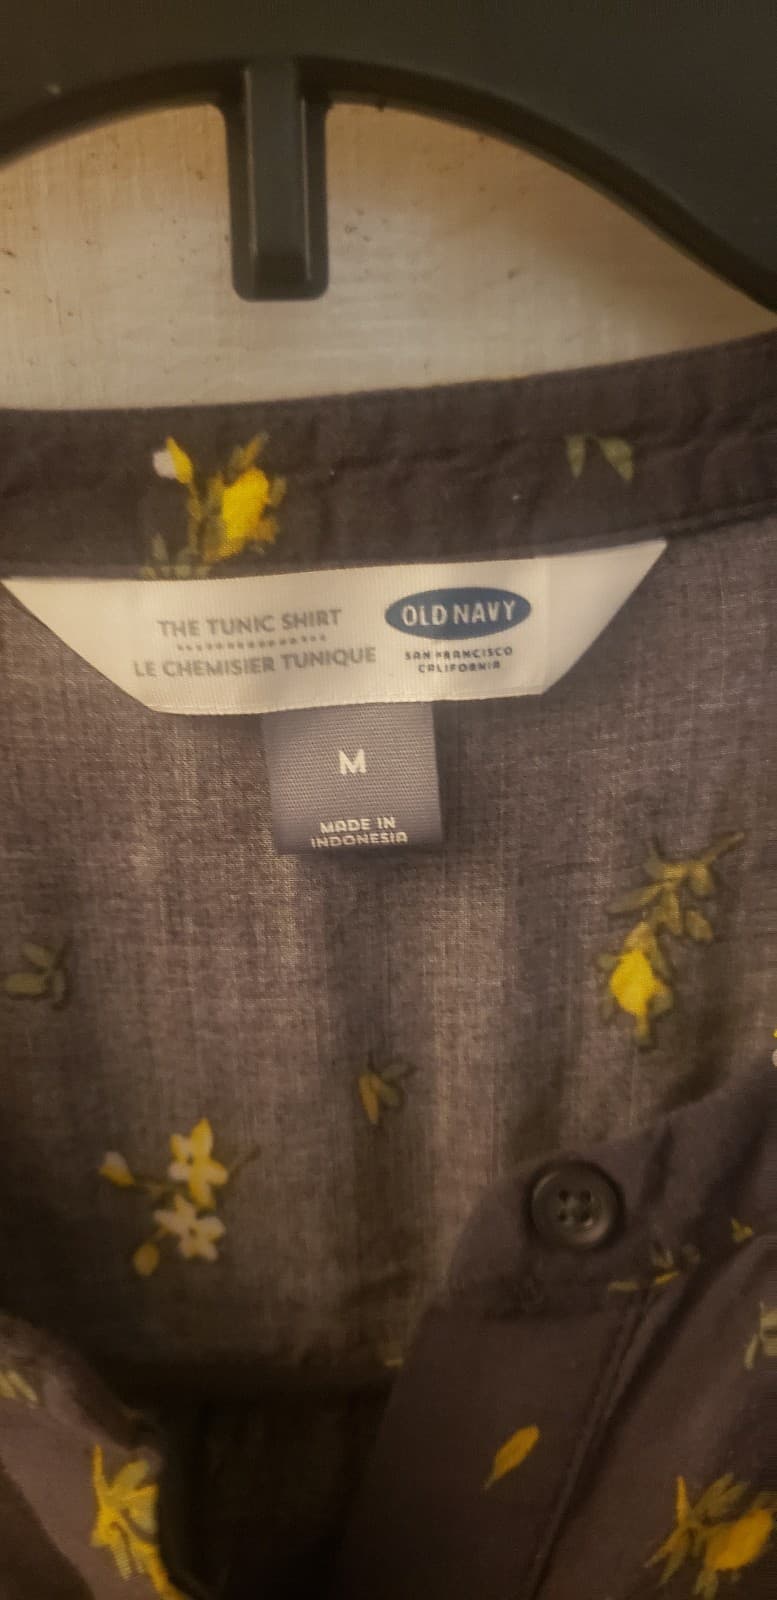 THE TUNIC SHIRT
LE CHEMISIER TUNIQUE
OLD NAVY
SAN FRANCISCO
CALIFORNIA
M
MADE IN
INDONESIA